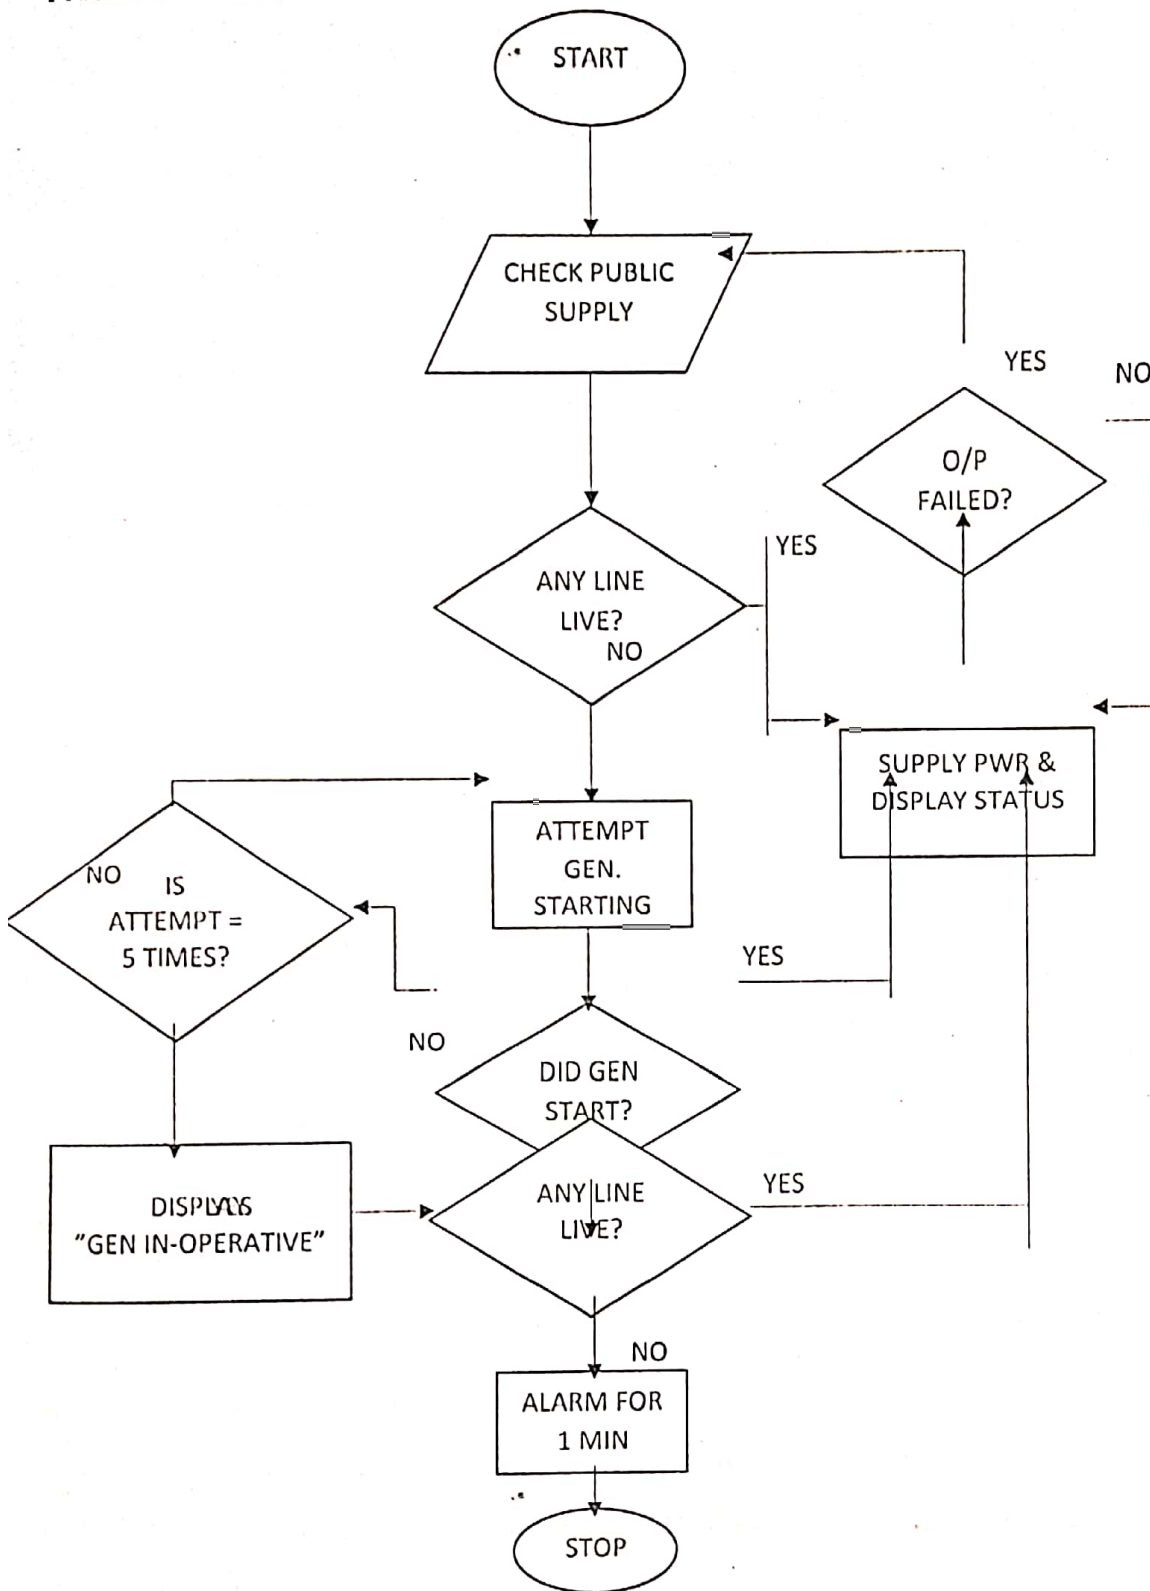 START
CHECK PUBLIC
SUPPLY
YES
NO
O/P
FAILED?
YES
ANY LINE
LIVE?
NO
SUPPLY PWR &
DISPLAY STATUS
ATTEMPT
GEN.
STARTING
NO
IS
ATTEMPT =
5 TIMES?
YES
NO
DID GEN
START?
ANY LINE
LIVE?
YES
DISPLAYS
"GEN IN-OPERATIVE"
NO
ALARM FOR
1 MIN
STOP